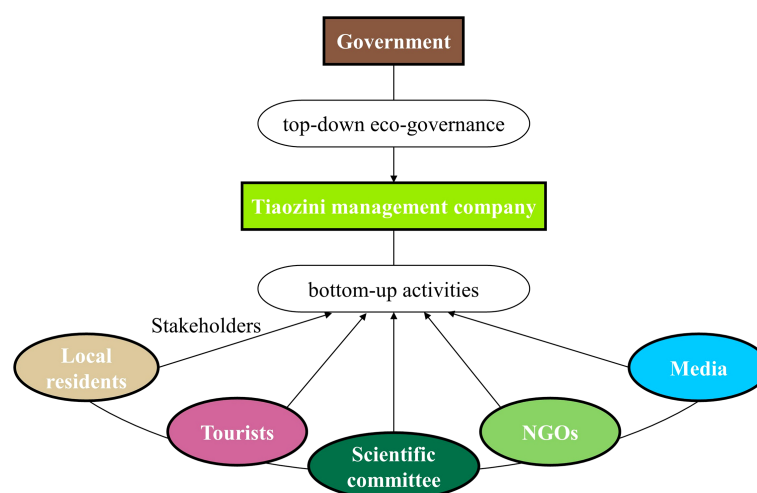 Government
top-down eco-governance
Tiaozini management company
bottom-up activities
Stakeholders
Local
residents
Media
Tourists
NGOs
Scientific
committee